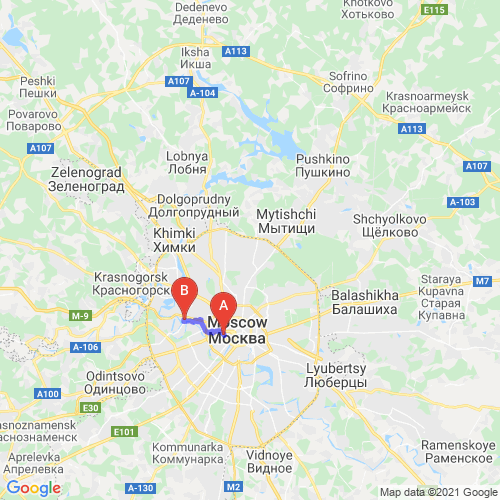 Dedenevo
Деденево
Khotkovo
Хотьково
E115
Iksha
Икша
A113
A107
A-104
Peshki
Пешки
Sofrino
Софрино
Krasnoarmeysk
Красноармейск
Povarovo
Поварово
A113
A107
Lobnya
Лобня
Pushkino
Пушкино
A107
Zelenograd
Зеленоград
A-103
Dolgoprudny
Долгопрудный
Mytishchi
Мытищи
Shchyolkovo
Щёлково
Khimki
Химки
Krasnogorsk
Красногорск
Staraya
Kupavna
Старая
Купавна
M7
B
A
Balashikha
Балашиха
M-9
Moscow
Москва
A-106
Lyubertsy
Люберцы
Odintsovo
Одинцово
A100
E30
asnoznamensk
аснознаменск
E101
Kommunarka
Коммунарка
Vidnoye
Видное
Ramenskoye
Раменское
Aprelevka
Апрелевка
A-130
M2
Google
Map data ©2021 Google